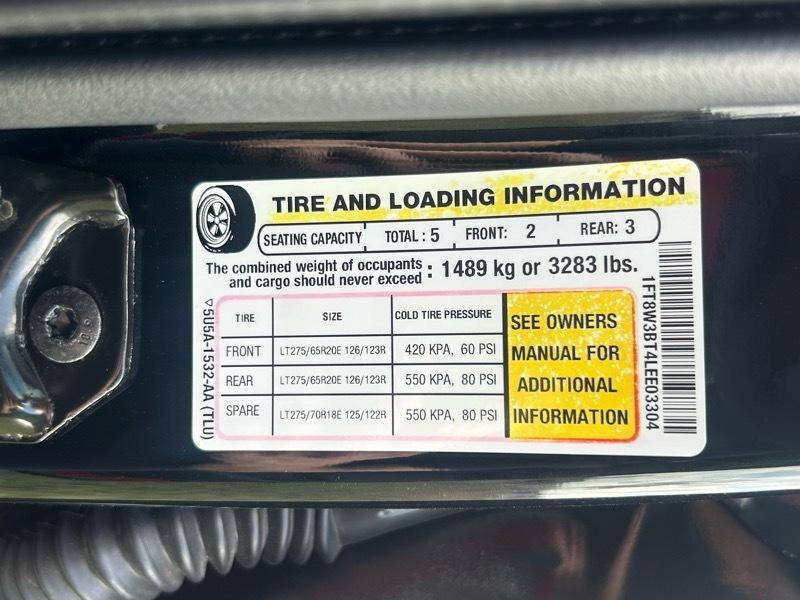 TIRE AND LOADING INFORMATION
SEATING CAPACITY TOTAL : 5 FRONT: 2 REAR: 3
The combined weight of occupants
and cargo should never exceed : 1489 kg or 3283 lbs.
TIRE SIZE COLD TIRE PRESSURE
FRONT LT275/65R20E 126/123R 420 KPA, 60 PSI
REAR LT275/65R20E 126/123R 550 KPA, 80 PSI
SPARE LT275/70R18E 125/122R 550 KPA, 80 PSI
SEE OWNERS
MANUAL FOR
ADDITIONAL
INFORMATION
5U5A-1532-AA (TLU)
1FT8W3BT4LEE03304